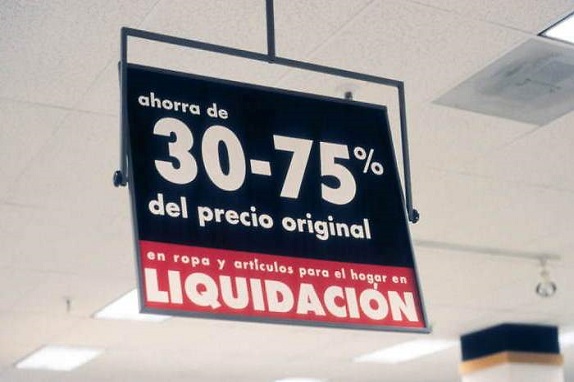 ahorra de
30-75%
del precio original
en ropa y artículos para el hogar en
LIQUIDACIÓN